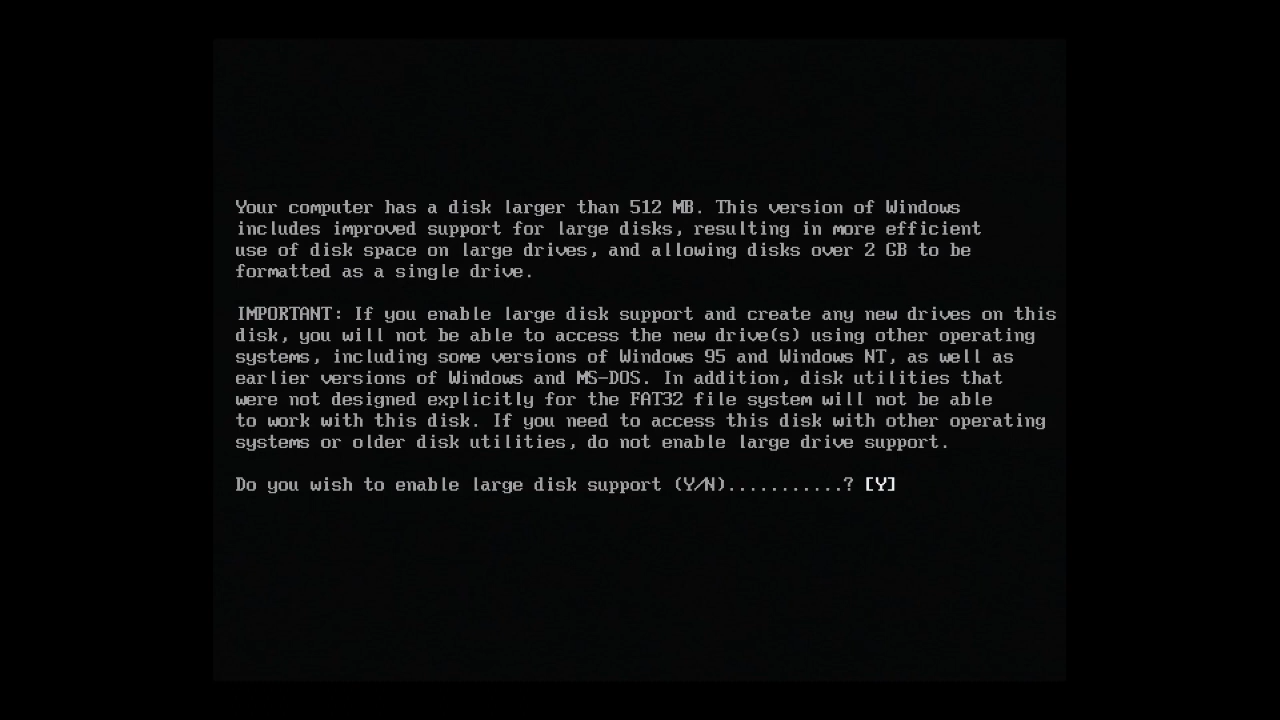 Your computer has a disk larger than 512 MB. This version of Windows
includes improved support for large disks, resulting in more efficient
use of disk space on large drives, and allowing disks over 2 GB to be
formatted as a single drive.
IMPORTANT: If you enable large disk support and create any new drives on this
disk, you will not be able to access the new drive(s) using other operating
systems, including some versions of Windows 95 and Windows NT, as well as
earlier versions of Windows and MS-DOS. In addition, disk utilities that
were not designed explicitly for the FAT32 file system will not be able
to work with this disk. If you need to access this disk with other operating
systems or older disk utilities, do not enable large drive support.
Do you wish to enable large disk support (Y/N)...........? [Y]